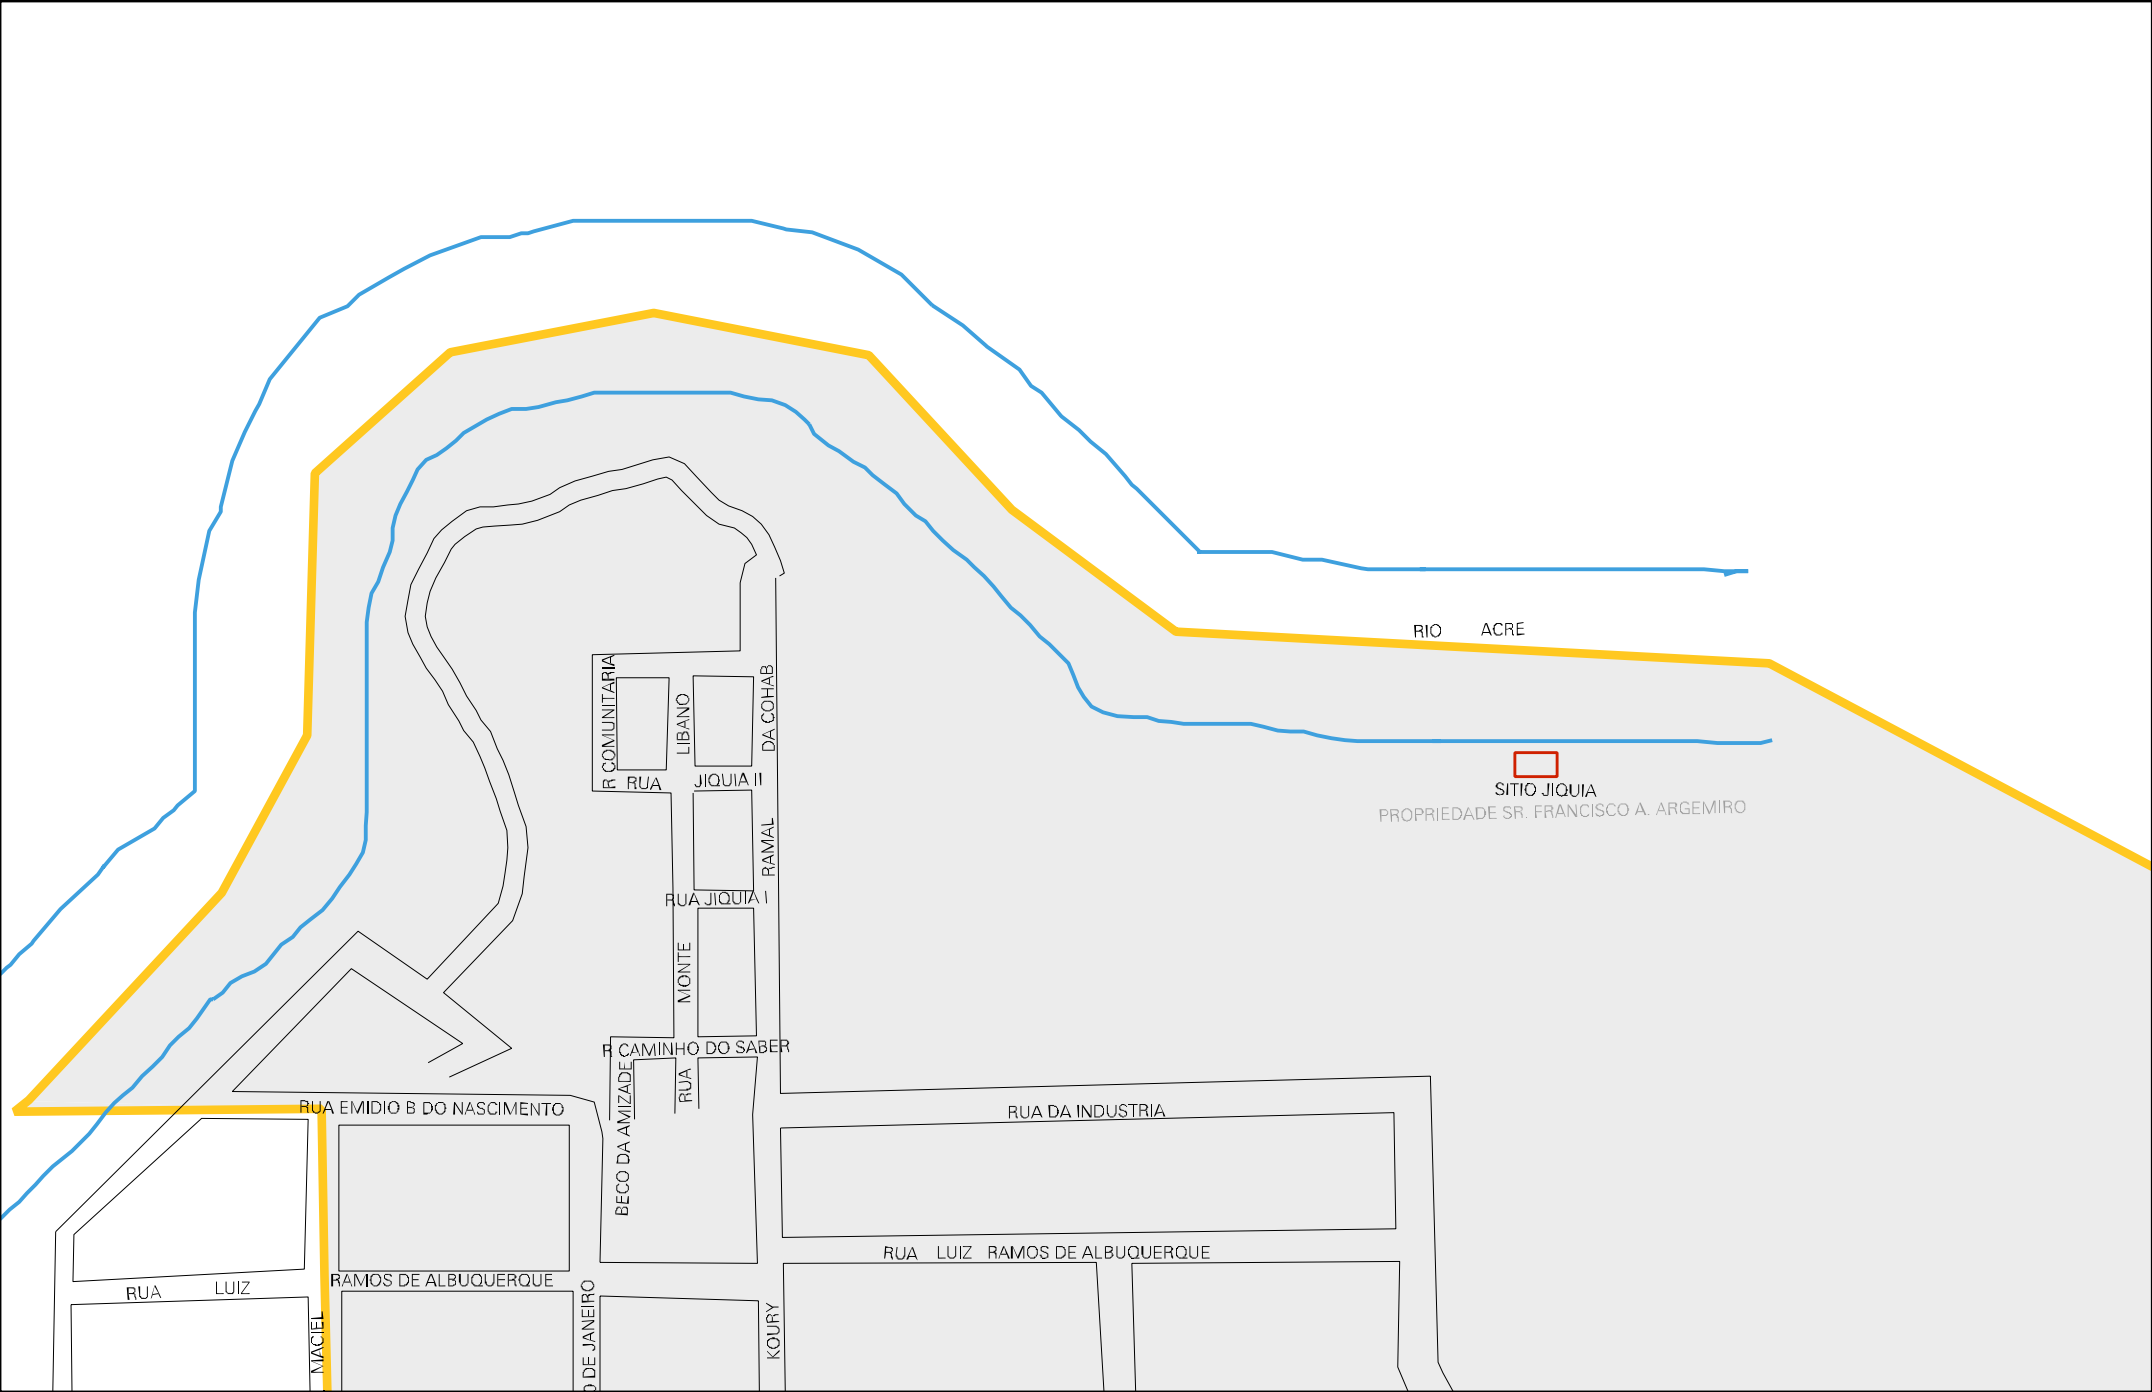 RIO ACRE
R COMUNITARIA
LIBANO
DA COHAB
RUA JIQUIA II
SITIO JIQUIA
PROPRIEDADE SR. FRANCISCO A. ARGEMIRO
RAMAL
RUA JIQUIA I
MONTE
R CAMINHO DO SABER
RUA
BECO DA AMIZADE
RUA EMIDIO B DO NASCIMENTO
RUA DA INDUSTRIA
RUA LUIZ RAMOS DE ALBUQUERQUE
RUA LUIZ RAMOS DE ALBUQUERQUE
MACIEL
DE JANEIRO
KOURY